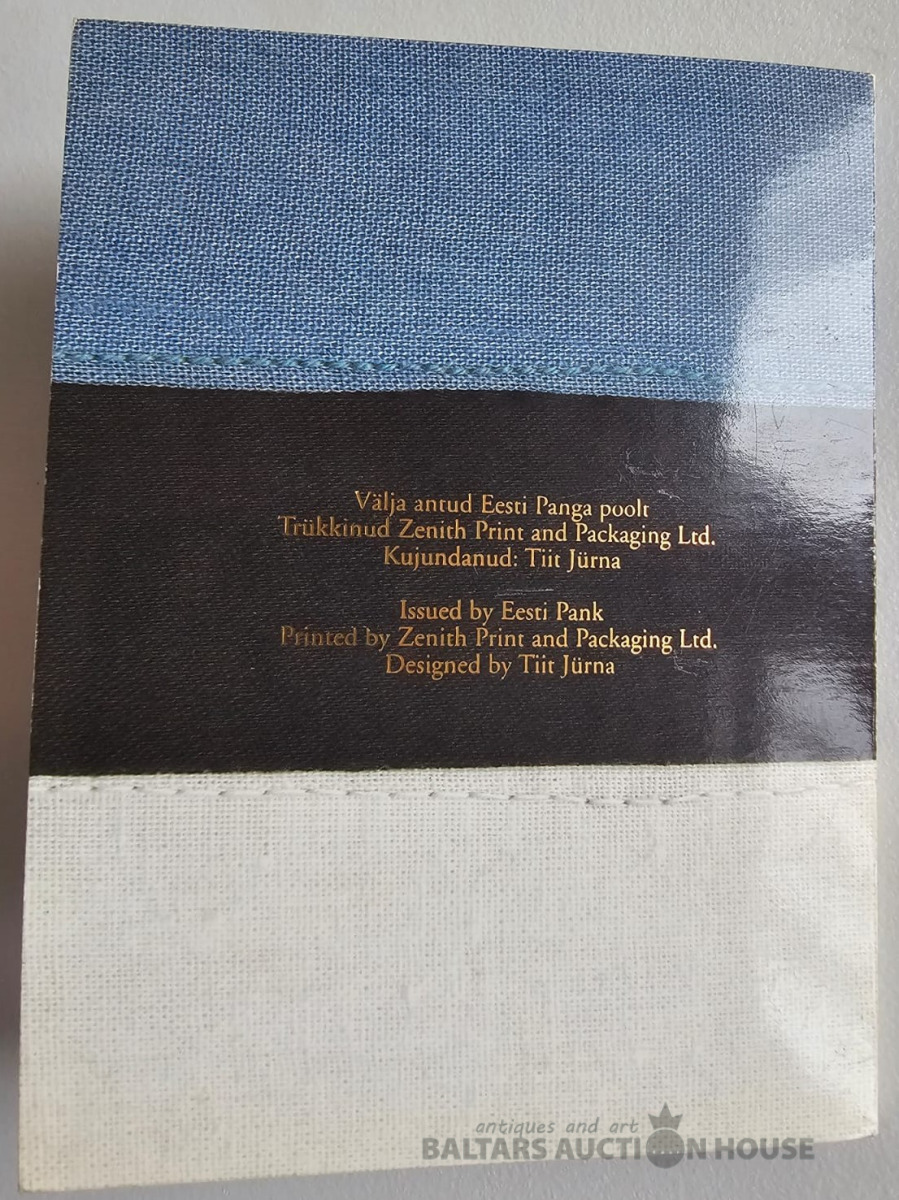 Välja antud Eesti Panga poolt
Trükkinud Zenith Print and Packaging Ltd.
Kujundanud: Tiit Jürna
Issued by Eesti Pank
Printed by Zenith Print and Packaging Ltd.
Designed by Tiit Jürna
antiques and art
BALTARS AUCTION HOUSE